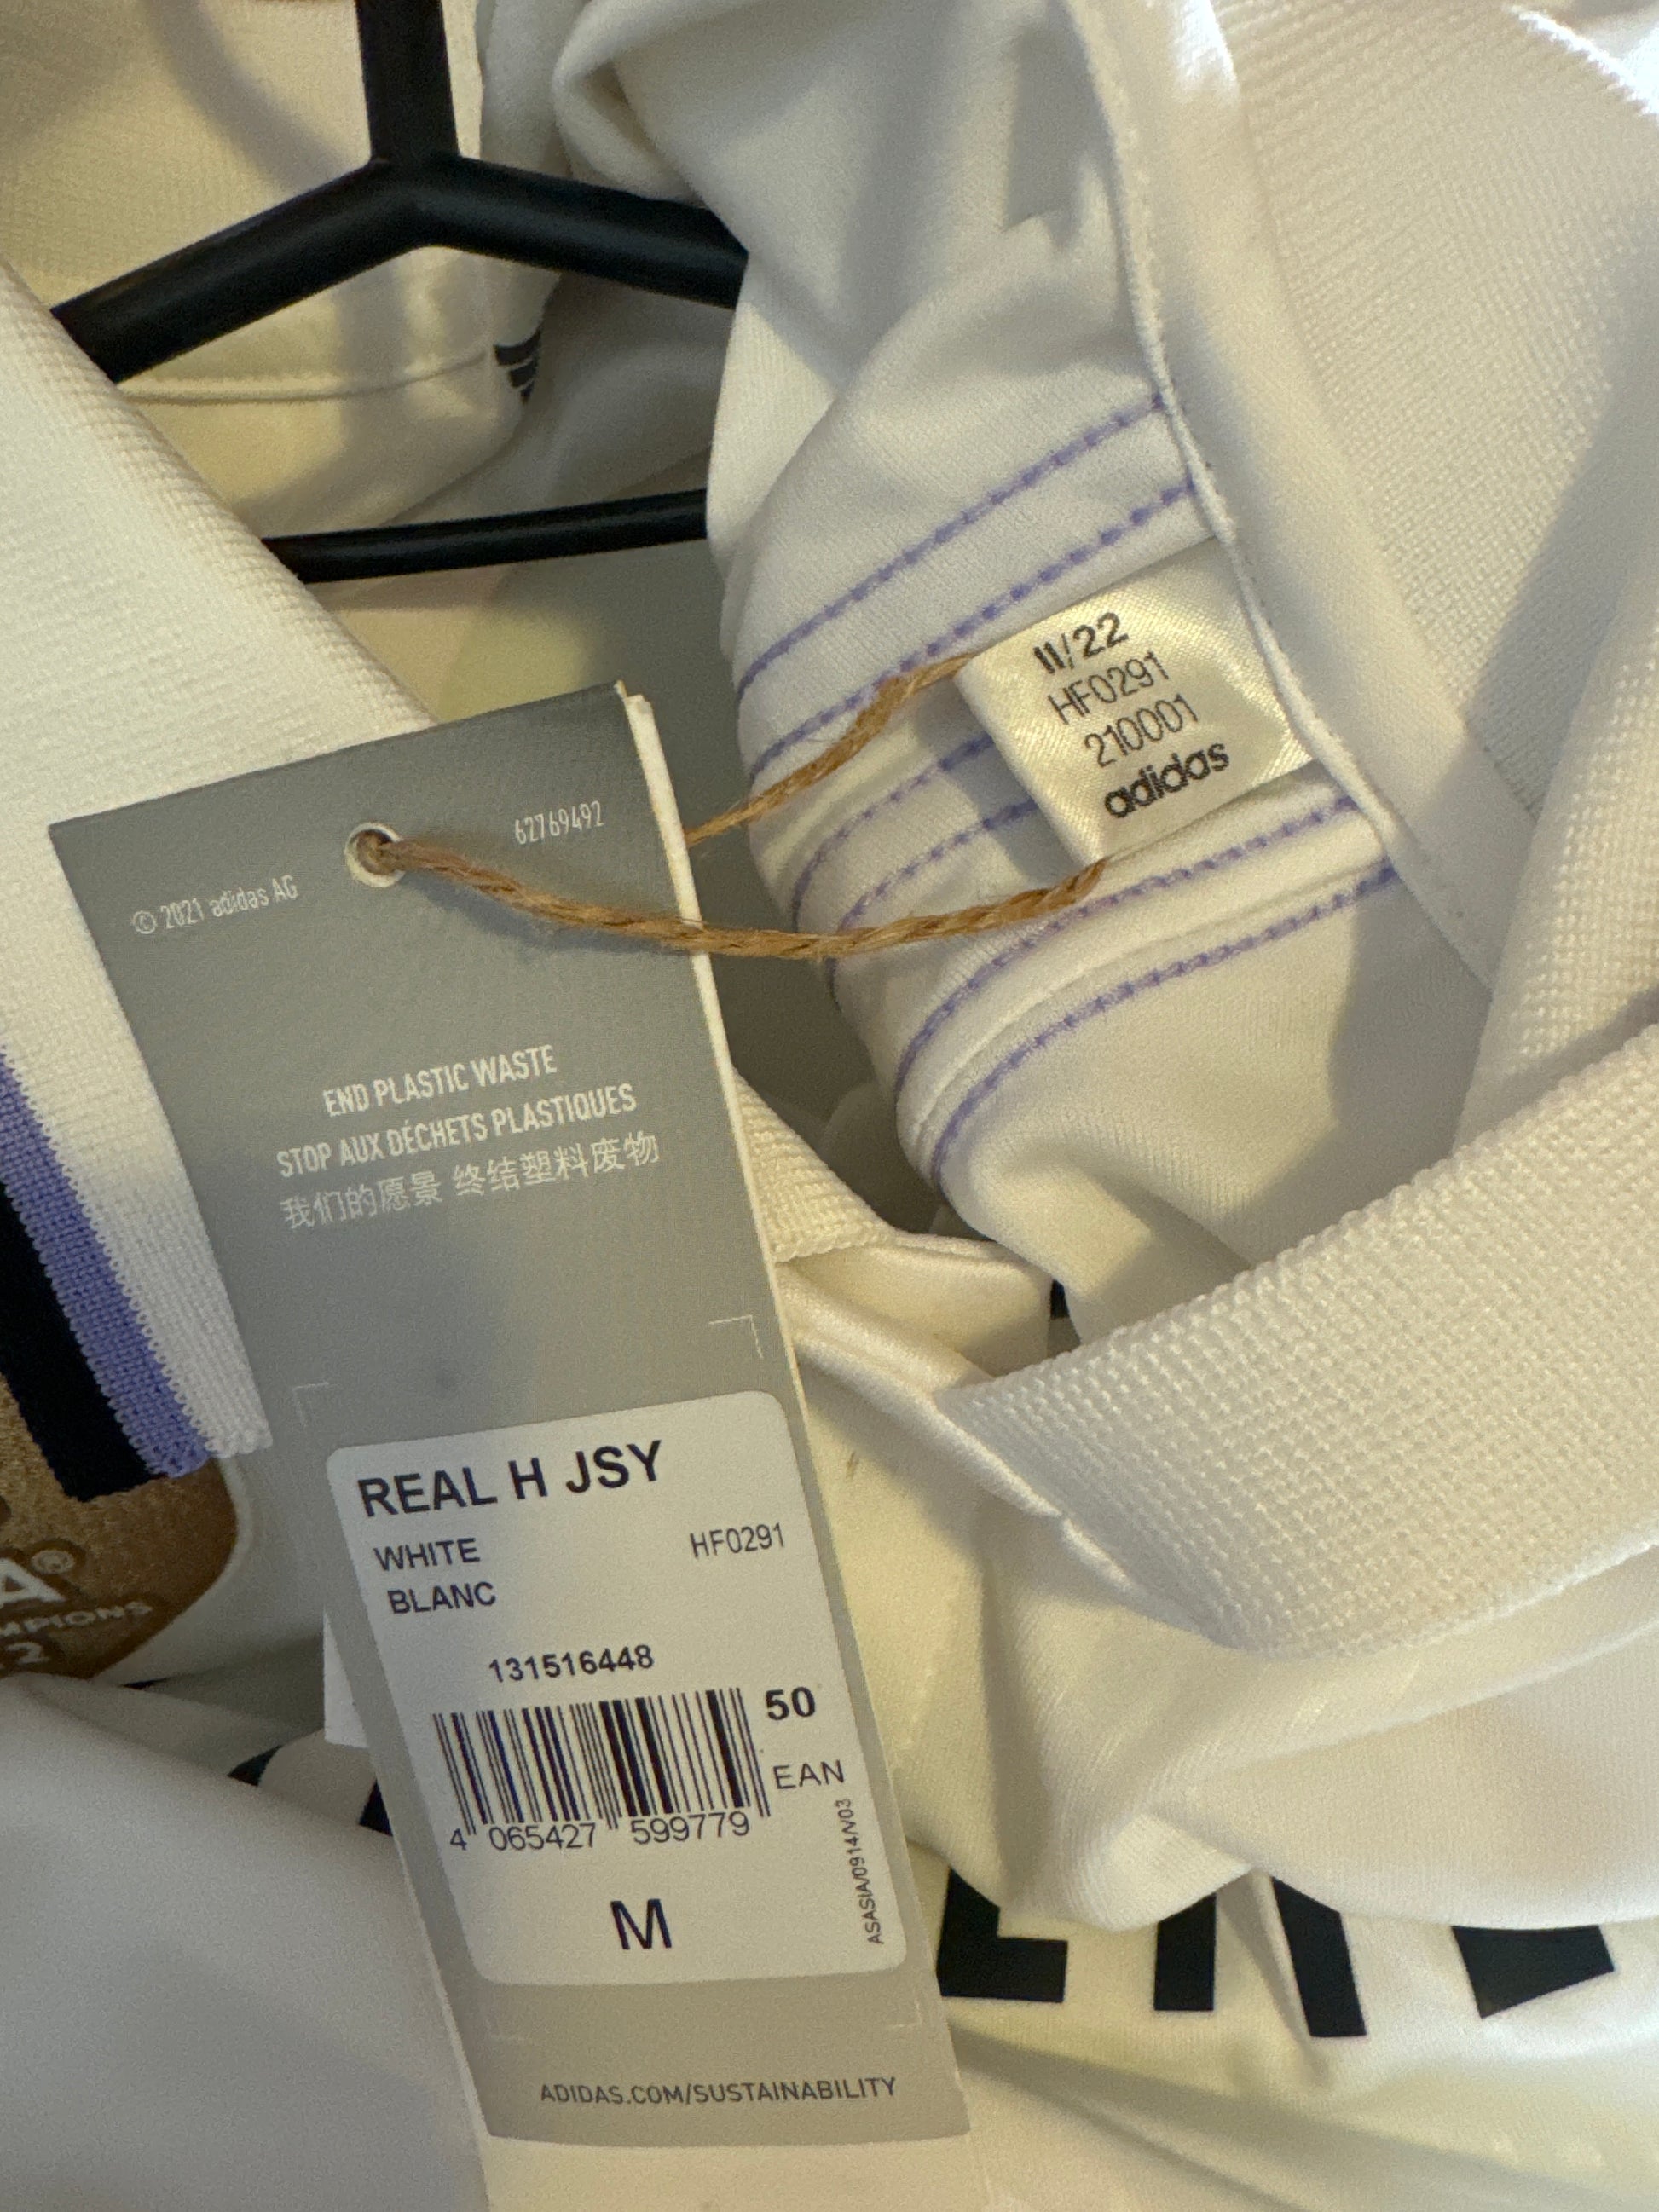 11/22
HF0291
210001
adidas
62769492
© 2021 adidas AG
END PLASTIC WASTE
STOP AUX DÉCHETS PLASTIQUES
我们的愿景 终结塑料废物
REAL H JSY
WHITE HF0291
BLANC
131516448
50
EAN
4 065427 599779
ASASIA/0914/V03
M
ADIDAS.COM/SUSTAINABILITY